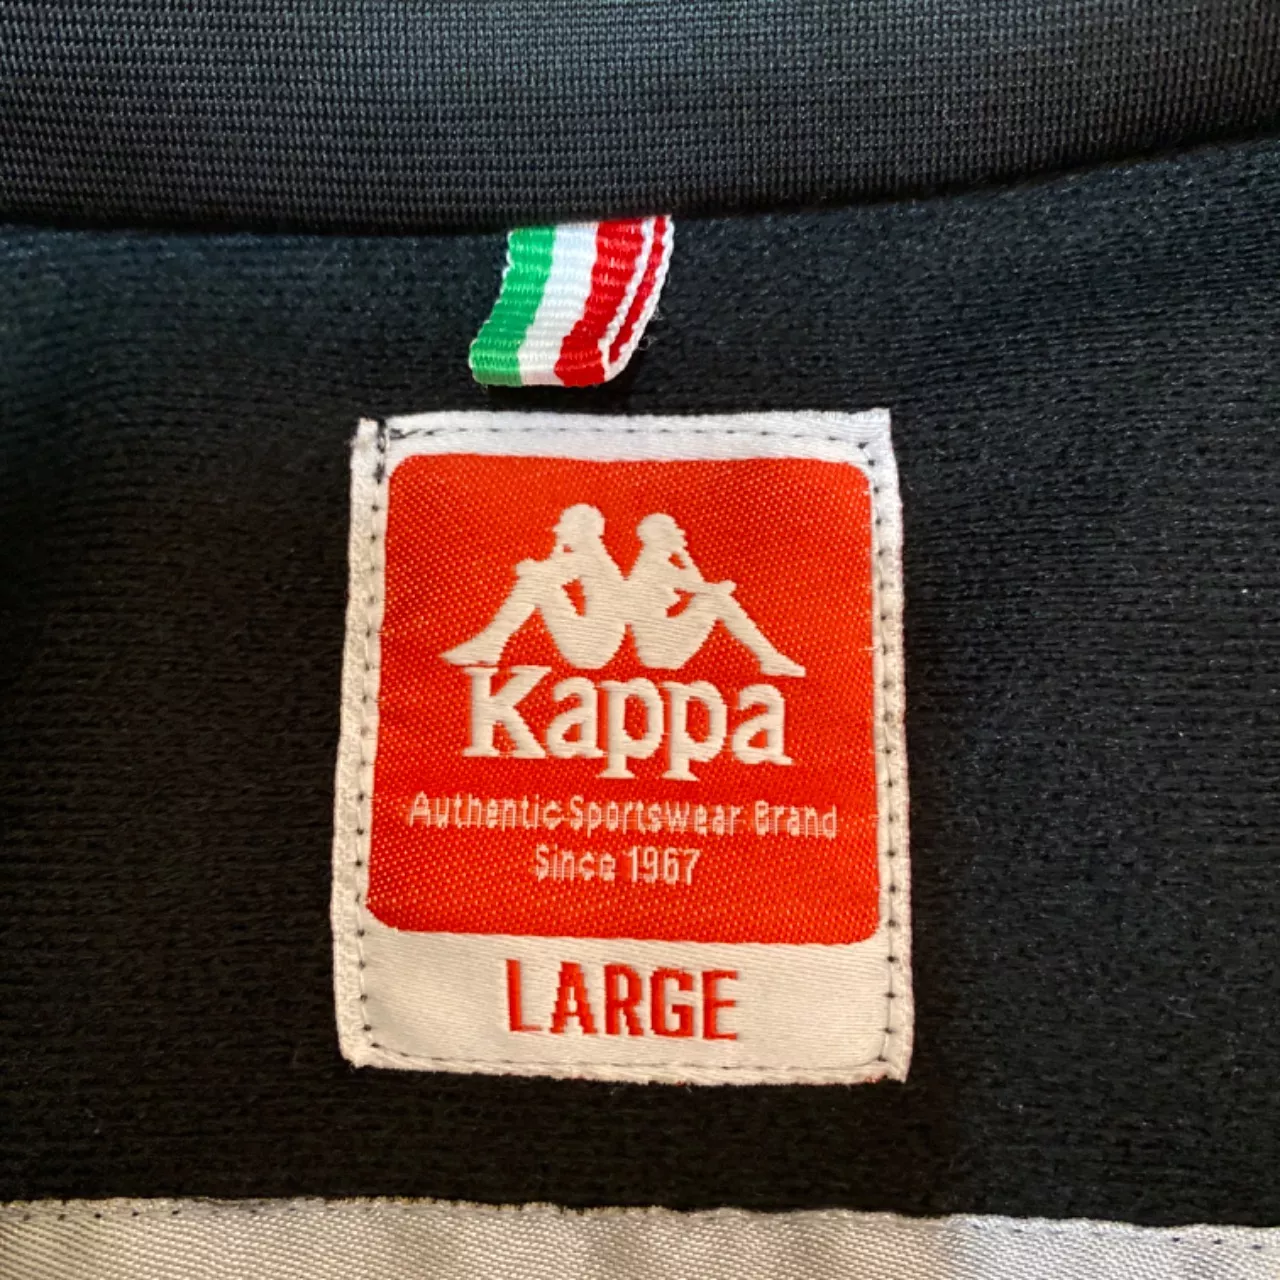 Kappa
Authentic Sportswear Brand
Since 1967
LARGE